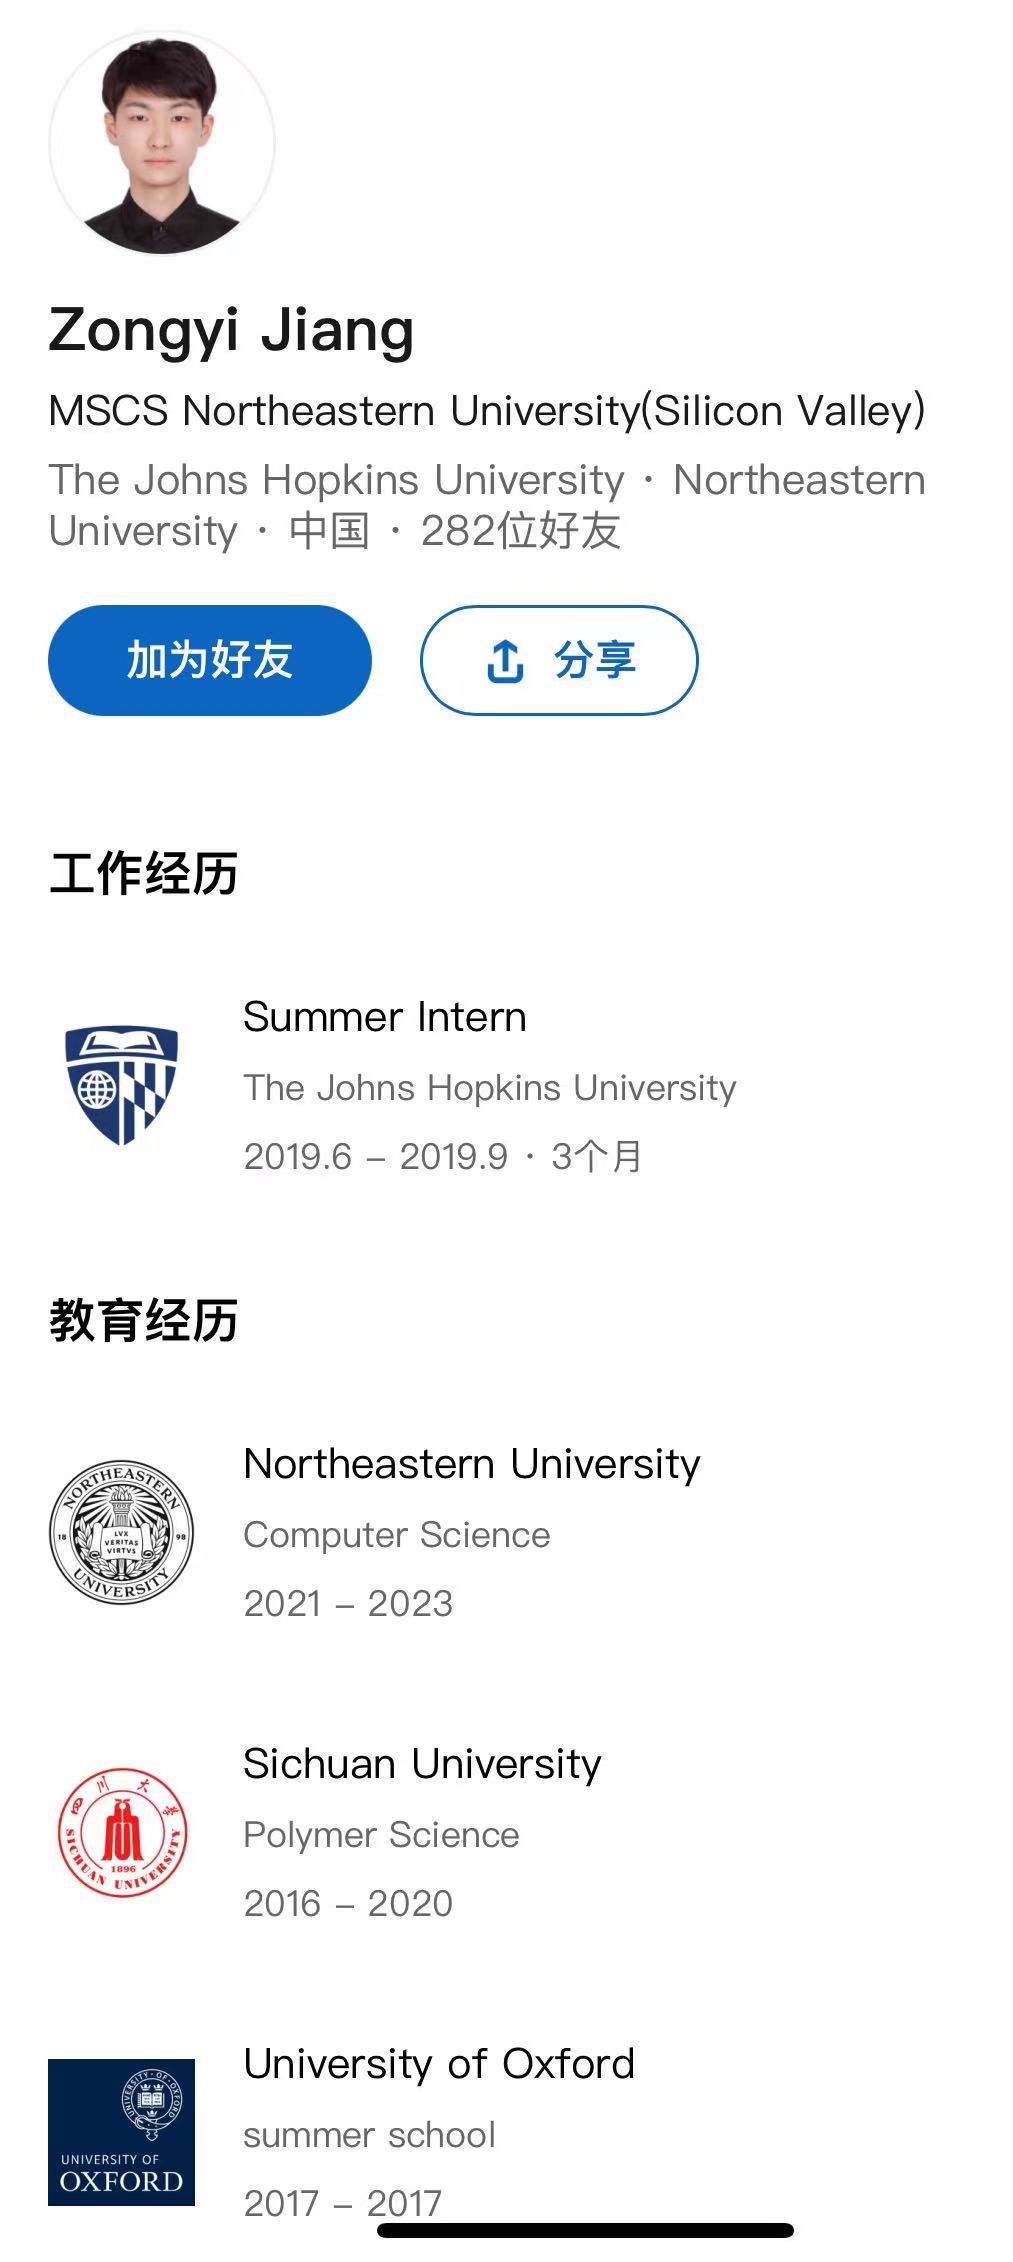 Zongyi Jiang
MSCS Northeastern University(Silicon Valley)
The Johns Hopkins University · Northeastern
University · 中国 · 282位好友
加为好友
分享
工作经历
Summer Intern
The Johns Hopkins University
2019.6 – 2019.9 · 3个月
教育经历
Northeastern University
NORTHEASTERN
18 98
LVX
VERITAS
VIRTVS
UNIVERSITY
Computer Science
2021 – 2023
Sichuan University
四川大學
1896
SICHUAN UNIVERSITY
Polymer Science
2016 – 2020
University of Oxford
UNIVERSITY OF OXFORD
UNIVERSITY OF
OXFORD
summer school
2017 – 2017